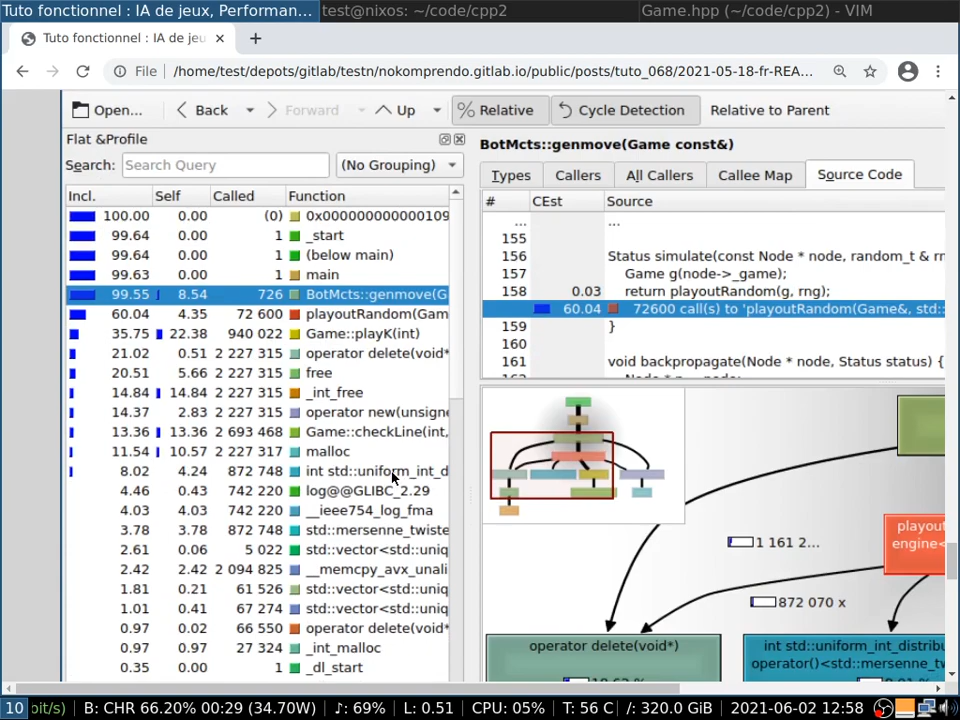 Tuto fonctionnel : IA de jeux, Performan... test@nixos: ~/code/cpp2 Game.hpp (~/code/cpp2) - VIM
Tuto fonctionnel : IA de jeu
File /home/test/depots/gitlab/testn/nokomprendo.gitlab.io/public/posts/tuto_068/2021-05-18-fr-REA...
Open... Back Forward Up % Relative Cycle Detection Relative to Parent
Flat &Profile
Search: Search Query (No Grouping)
Incl. Self Called Function
100.00 0.00 (0) 0x000000000000109
99.64 0.00 1 _start
99.64 0.00 1 (below main)
99.63 0.00 1 main
99.55 8.54 726 BotMcts::genmove(G
60.04 4.35 72 600 playoutRandom(Gam
35.75 22.38 940 022 Game::playK(int)
21.02 0.51 2 227 315 operator delete(void*
20.51 5.66 2 227 315 free
14.84 14.84 2 227 315 _int_free
14.37 2.83 2 227 315 operator new(unsigne
13.36 13.36 2 693 468 Game::checkLine(int,
11.54 10.57 2 227 317 malloc
8.02 4.24 872 748 int std::uniform_int_d
4.46 0.43 742 220 log@@GLIBC_2.29
4.03 4.03 742 220 __ieee754_log_fma
3.78 3.78 872 748 std::mersenne_twiste
2.61 0.06 5 022 std::vector<std::uniq
2.42 2.42 2 094 825 __memcpy_avx_unali
1.81 0.21 61 526 std::vector<std::uniq
1.01 0.41 67 274 std::vector<std::uniq
0.97 0.02 66 550 operator delete(void*
0.97 0.97 27 324 _int_malloc
0.35 0.00 1 _dl_start
BotMcts::genmove(Game const&)
Types Callers All Callers Callee Map Source Code
# CEst Source
... ...
155
156 Status simulate(const Node * node, random_t & rn
157 Game g(node->_game);
158 0.03 return playoutRandom(g, rng);
60.04 72600 call(s) to 'playoutRandom(Game&, std::
159 }
160
161 void backpropagate(Node * node, Status status) {
1 161 2...
playout
engine<
872 070 x
operator delete(void*)
int std::uniform_int_distribu
operator()<std::mersenne_tw
10 bit/s) B: CHR 66.20% 00:29 (34.70W) ♪: 69% L: 0.51 CPU: 05% T: 56 C /: 320.0 GiB 2021-06-02 12:58